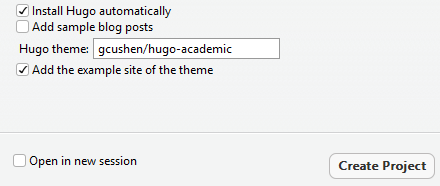 Install Hugo automatically
Add sample blog posts
Hugo theme: gcushen/hugo-academic
Add the example site of the theme
Open in new session
Create Project